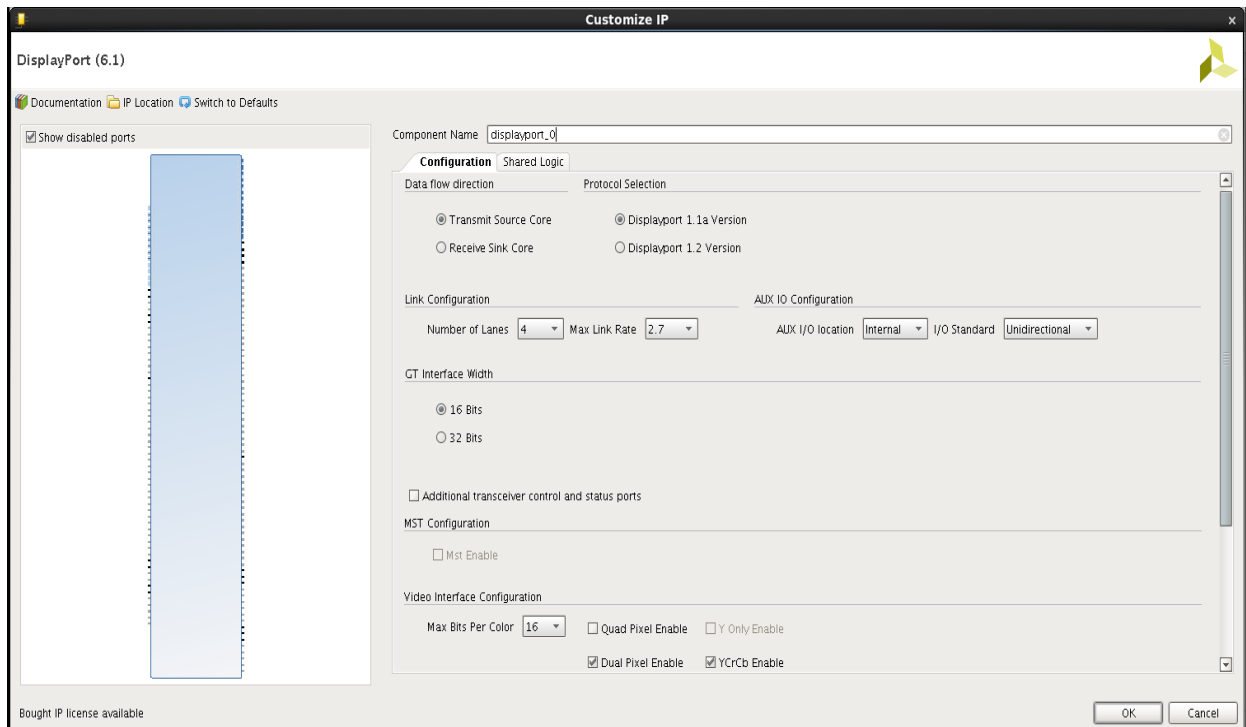 Customize IP
DisplayPort (6.1)
Documentation IP Location Switch to Defaults
Show disabled ports
Component Name displayport_0
Configuration Shared Logic
Data flow direction Protocol Selection
Transmit Source Core Displayport 1.1a Version
Receive Sink Core Displayport 1.2 Version
Link Configuration AUX IO Configuration
Number of Lanes 4 Max Link Rate 2.7 AUX I/O location Internal I/O Standard Unidirectional
GT Interface Width
16 Bits
32 Bits
Additional transceiver control and status ports
MST Configuration
Mst Enable
Video Interface Configuration
Max Bits Per Color 16 Quad Pixel Enable Y Only Enable
Dual Pixel Enable YCrCb Enable
Bought IP license available OK Cancel